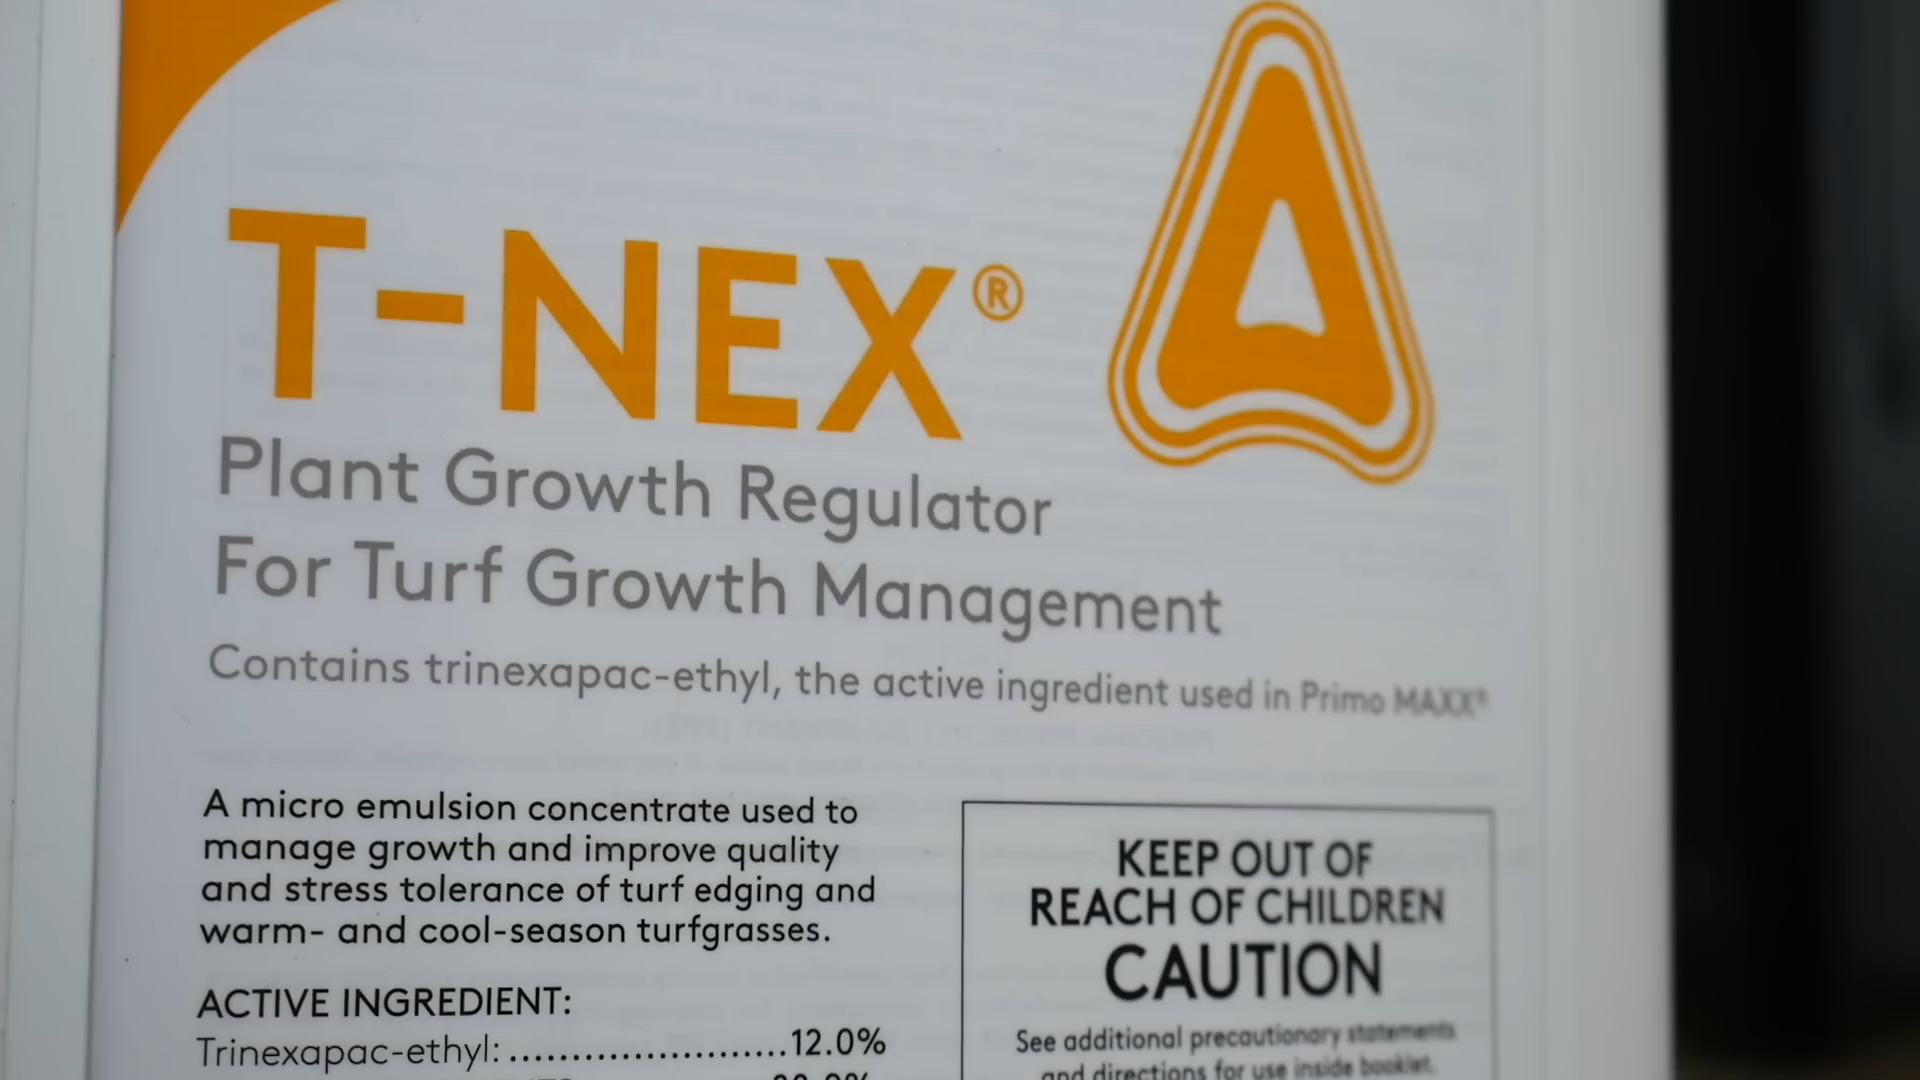 T-NEX®
Plant Growth Regulator
For Turf Growth Management
Contains trinexapac-ethyl, the active ingredient used in Primo MAXX®
A micro emulsion concentrate used to
manage growth and improve quality
and stress tolerance of turf edging and
warm- and cool-season turfgrasses.
ACTIVE INGREDIENT:
Trinexapac-ethyl: ........................12.0%
KEEP OUT OF
REACH OF CHILDREN
CAUTION
See additional precautionary statements
and directions for use inside booklet.